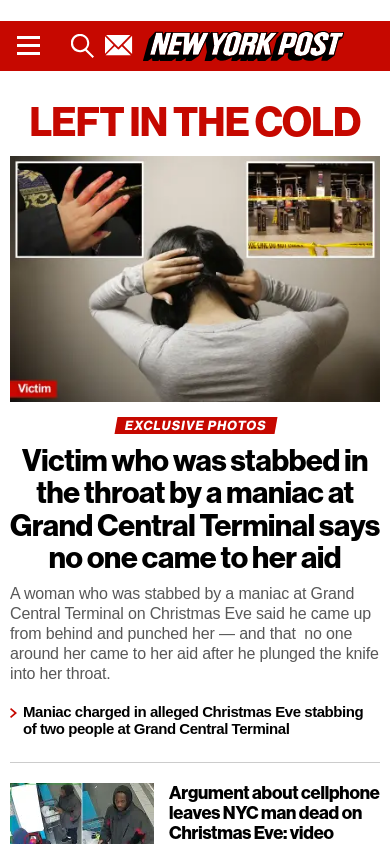 NEW YORK POST
LEFT IN THE COLD
Victim
EXCLUSIVE PHOTOS
Victim who was stabbed in
the throat by a maniac at
Grand Central Terminal says
no one came to her aid
A woman who was stabbed by a maniac at Grand
Central Terminal on Christmas Eve said he came up
from behind and punched her — and that no one
around her came to her aid after he plunged the knife
into her throat.
Maniac charged in alleged Christmas Eve stabbing
of two people at Grand Central Terminal
Argument about cellphone
leaves NYC man dead on
Christmas Eve: video